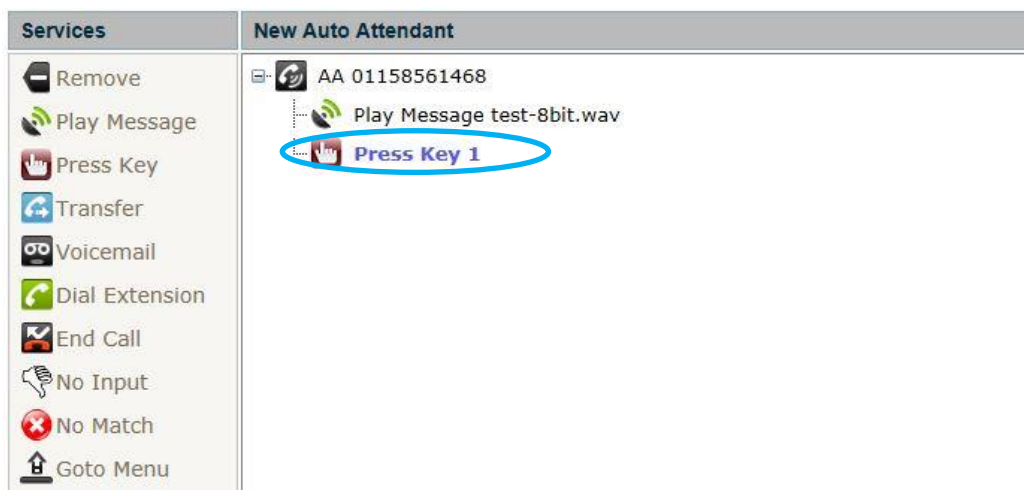 Services
Remove
Play Message
Press Key
Transfer
Voicemail
Dial Extension
End Call
No Input
No Match
Goto Menu
New Auto Attendant
AA 01158561468
Play Message test-8bit.wav
Press Key 1